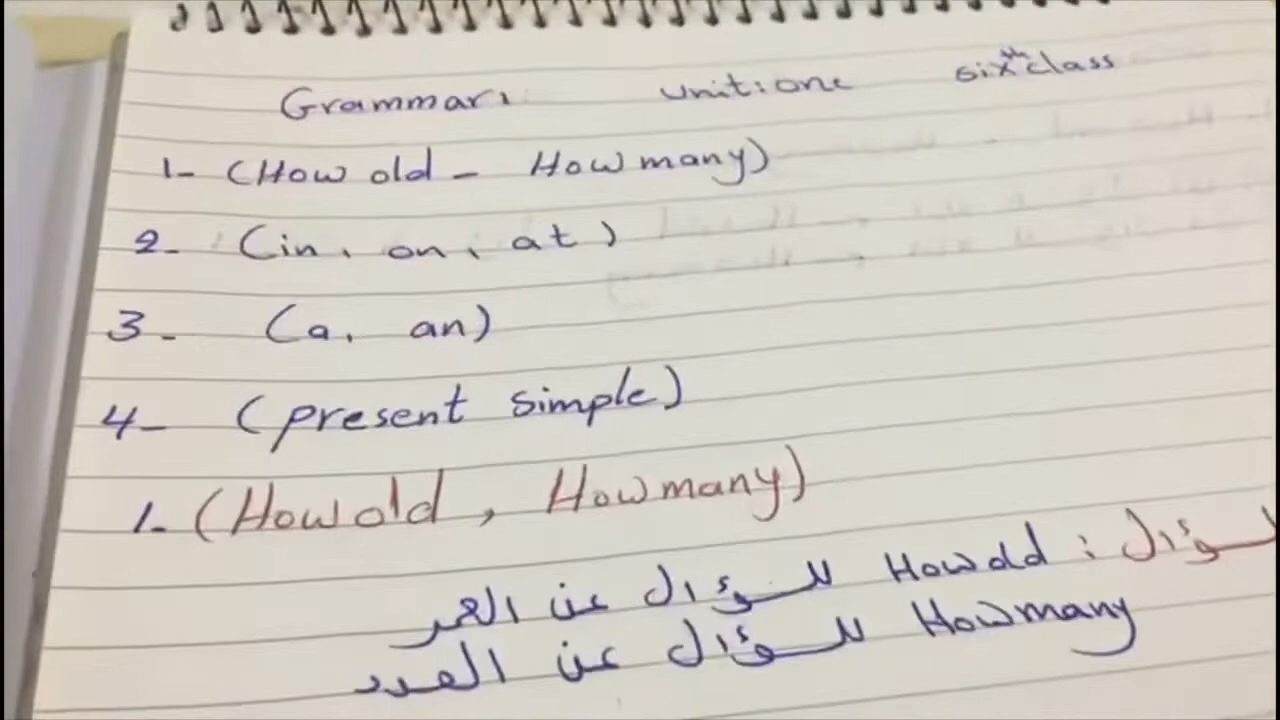 Grammar: unit: one six th class
1- (How old - How many)
2- (in, on, at)
3- (a, an)
4- (present simple)
1- (How old, How many)
سؤال : How old للسؤال عن العمر
How many للسؤال عن العدد